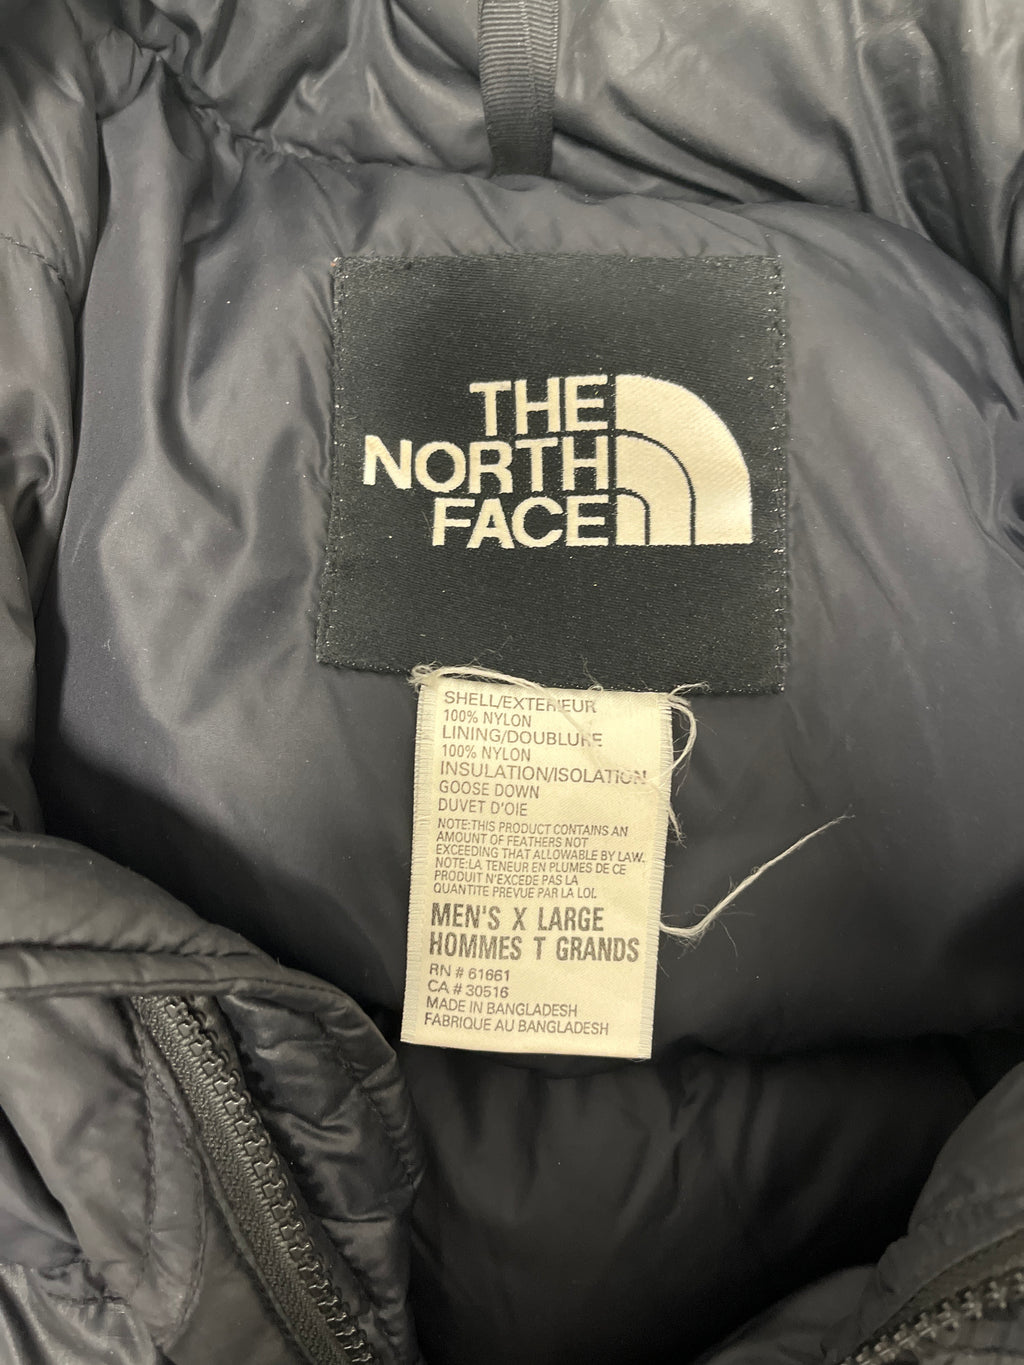 THE
NORTH
FACE
SHELL/EXTERIEUR
100% NYLON
LINING/DOUBLURE
100% NYLON
INSULATION/ISOLATION
GOOSE DOWN
DUVET D'OIE
NOTE:THIS PRODUCT CONTAINS AN
AMOUNT OF FEATHERS NOT
EXCEEDING THAT ALLOWABLE BY LAW.
NOTE:LA TENEUR EN PLUMES DE CE
PRODUIT N'EXCEDE PAS LA
QUANTITE PREVUE PAR LA LOI.
MEN'S X LARGE
HOMMES T GRANDS
RN # 61661
CA # 30516
MADE IN BANGLADESH
FABRIQUE AU BANGLADESH